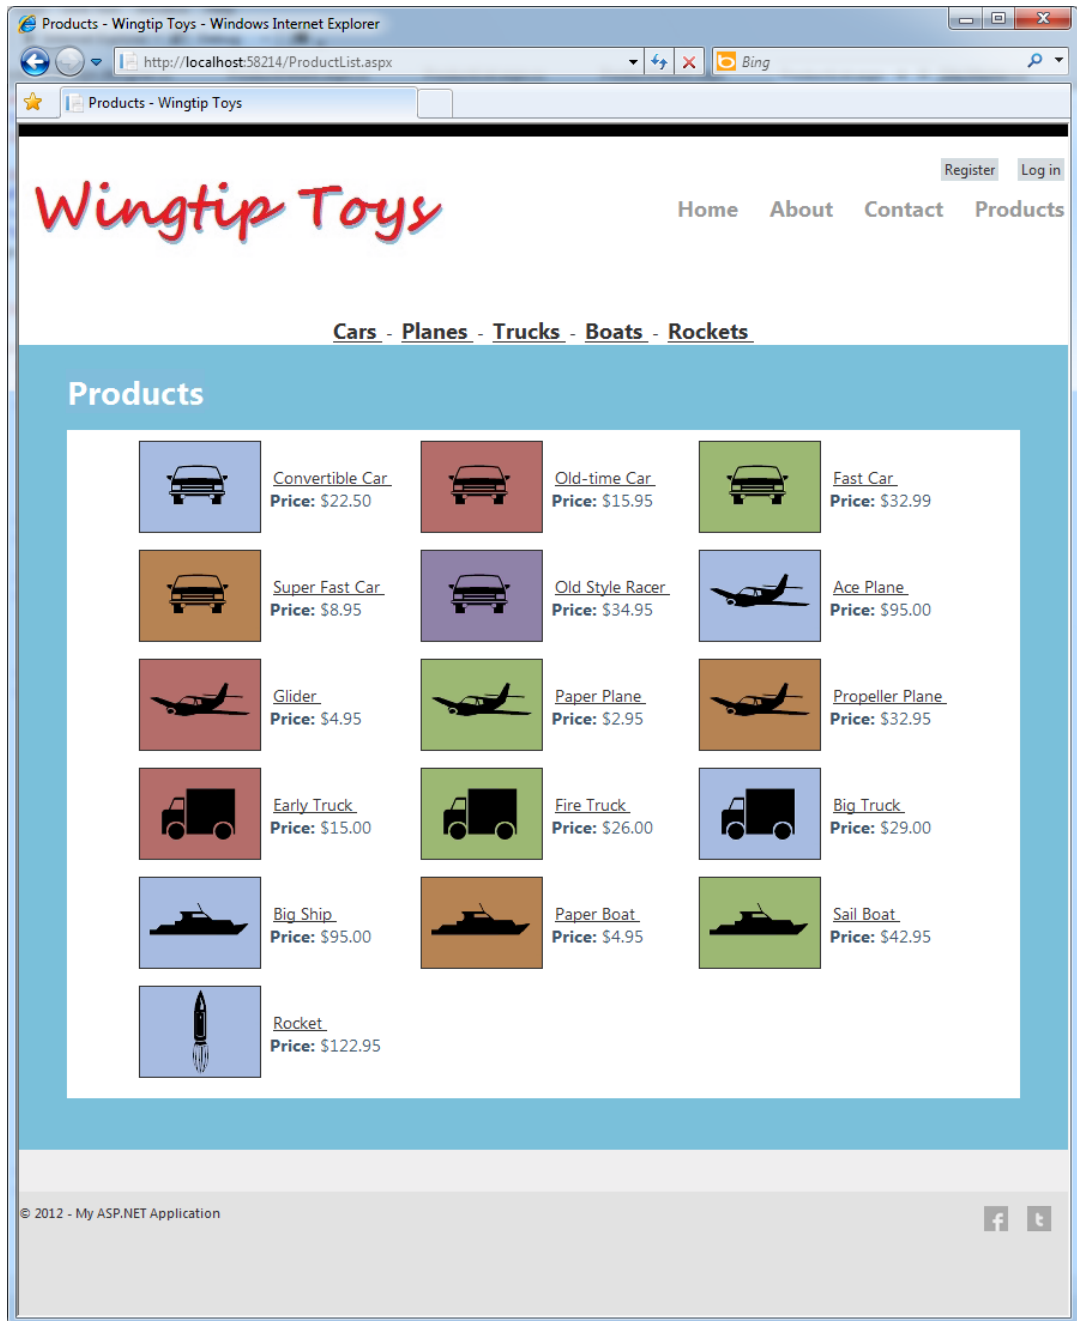 Products - Wingtip Toys - Windows Internet Explorer
http://localhost:58214/ProductList.aspx
Bing
Products - Wingtip Toys
Register Log in
Wingtip Toys
Home About Contact Products
Cars - Planes - Trucks - Boats - Rockets
Products
Convertible Car
Price: $22.50
Old-time Car
Price: $15.95
Fast Car
Price: $32.99
Super Fast Car
Price: $8.95
Old Style Racer
Price: $34.95
Ace Plane
Price: $95.00
Glider
Price: $4.95
Paper Plane
Price: $2.95
Propeller Plane
Price: $32.95
Early Truck
Price: $15.00
Fire Truck
Price: $26.00
Big Truck
Price: $29.00
Big Ship
Price: $95.00
Paper Boat
Price: $4.95
Sail Boat
Price: $42.95
Rocket
Price: $122.95
© 2012 - My ASP.NET Application